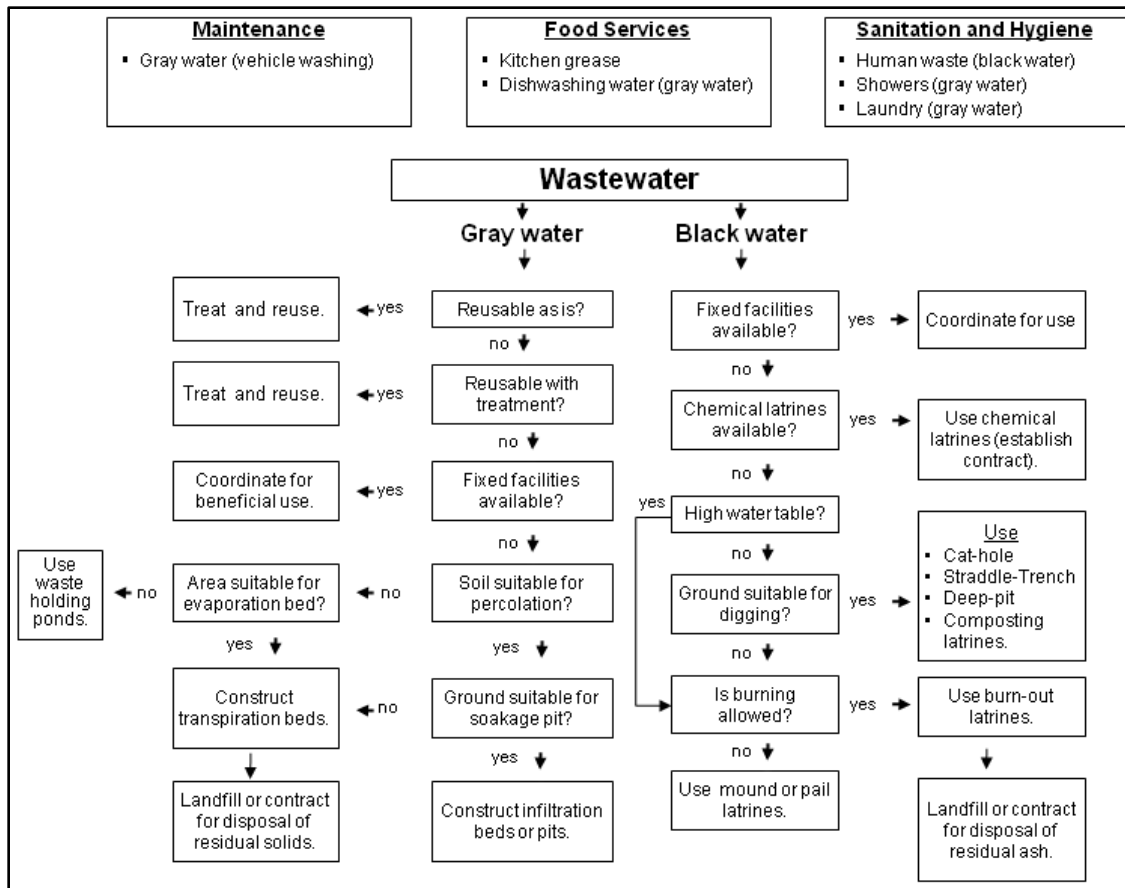 Maintenance
▪ Gray water (vehicle washing)
Food Services
▪ Kitchen grease
▪ Dishwashing water (gray water)
Sanitation and Hygiene
▪ Human waste (black water)
▪ Showers (gray water)
▪ Laundry (gray water)
Wastewater
Gray water
Black water
Treat and reuse.
yes
Reusable as is?
no
Treat and reuse.
yes
Reusable with
treatment?
no
Coordinate for
beneficial use.
yes
Fixed facilities
available?
no
Use
waste
holding
ponds.
no
Area suitable for
evaporation bed?
no
Soil suitable for
percolation?
yes
yes
Construct
transpiration beds.
no
Ground suitable for
soakage pit?
yes
Landfill or contract
for disposal of
residual solids.
Construct infiltration
beds or pits.
Fixed facilities
available?
yes
Coordinate for use
no
Chemical latrines
available?
yes
Use chemical
latrines (establish
contract).
no
yes
High water table?
no
Ground suitable for
digging?
yes
Use
▪ Cat-hole
▪ Straddle-Trench
▪ Deep-pit
▪ Composting
latrines.
no
Is burning
allowed?
yes
Use burn-out
latrines.
no
Use mound or pail
latrines.
Landfill or contract
for disposal of
residual ash.